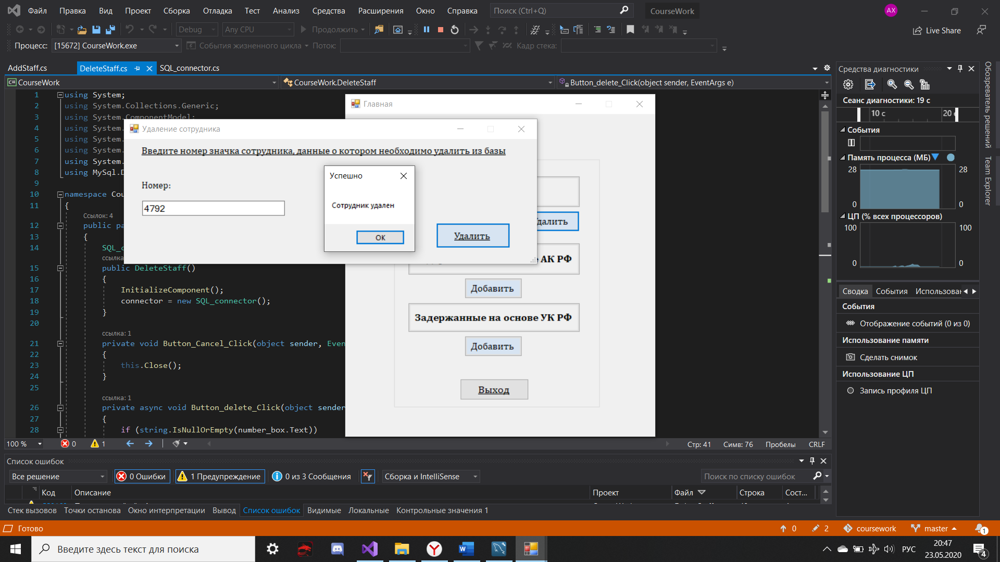 Файл Правка Вид Проект Сборка Отладка Тест Анализ Средства Расширения Окно Справка Поиск (Ctrl+Q) CourseWork AX
Debug Any CPU Продолжить Live Share
Процесс: [15672] CourseWork.exe События жизненного цикла Поток: Кадр стека:
AddStaff.cs DeleteStaff.cs SQL_connector.cs
CourseWork CourseWork.DeleteStaff Button_delete_Click(object sender, EventArgs e)
1 using System;
2 using System.Collections.Generic;
3 using System.ComponentModel;
4 using System.
5 using System.
6 using System.
7 using System.
8 using MySql.D
9
10 namespace Cou
11 {
Ссылок: 4
12 public pa
13 {
14 SQL_c
ссылка
15 public DeleteStaff()
16 {
17 InitializeComponent();
18 connector = new SQL_connector();
19 }
20
ссылка: 1
21 private void Button_Cancel_Click(object sender, Even
22 {
23 this.Close();
24 }
25
ссылка: 1
26 private async void Button_delete_Click(object sender
27 {
28 if (string.IsNullOrEmpty(number_box.Text))
Главная
Удаление сотрудника
Введите номер значка сотрудника, данные о котором необходимо удалить из базы
Номер:
4792
Удалить
Успешно
Сотрудник удален
ОК
далить
АК РФ
Добавить
Задержанные на основе УК РФ
Добавить
Выход
100 % 0 1 Стр: 41 Симв: 76 Пробелы CRLF
Список ошибок
Все решение 0 Ошибки 1 Предупреждение 0 из 3 Сообщения Сборка и IntelliSense Поиск по списку ошибок
Код Описание Проект Файл Строка Сост...
Стек вызовов Точки останова Окно интерпретации Вывод Список ошибок Видимые Локальные Контрольные значения 1
Средства диагностики
Сеанс диагностики: 19 с
10 с 20 с
События
Память процесса (МБ)
28 28
0 0
ЦП (% всех процессоров)
100 100
0 0
Сводка События Использован
События
Отображение событий (0 из 0)
Использование памяти
Сделать снимок
Использование ЦП
Запись профиля ЦП
Обозреватель решений
Team Explorer
Готово 0 2 coursework master 1
Введите здесь текст для поиска РУС 20:47
23.05.2020 4